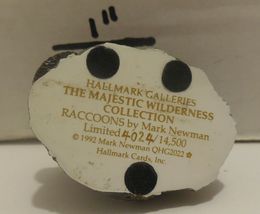 1"
HALLMARK GALLERIES
THE MAJESTIC WILDERNESS
COLLECTION
RACCOONS by Mark Newman
Limited 4024/14,500
© 1992 Mark Newman QHG2022
Hallmark Cards, Inc.